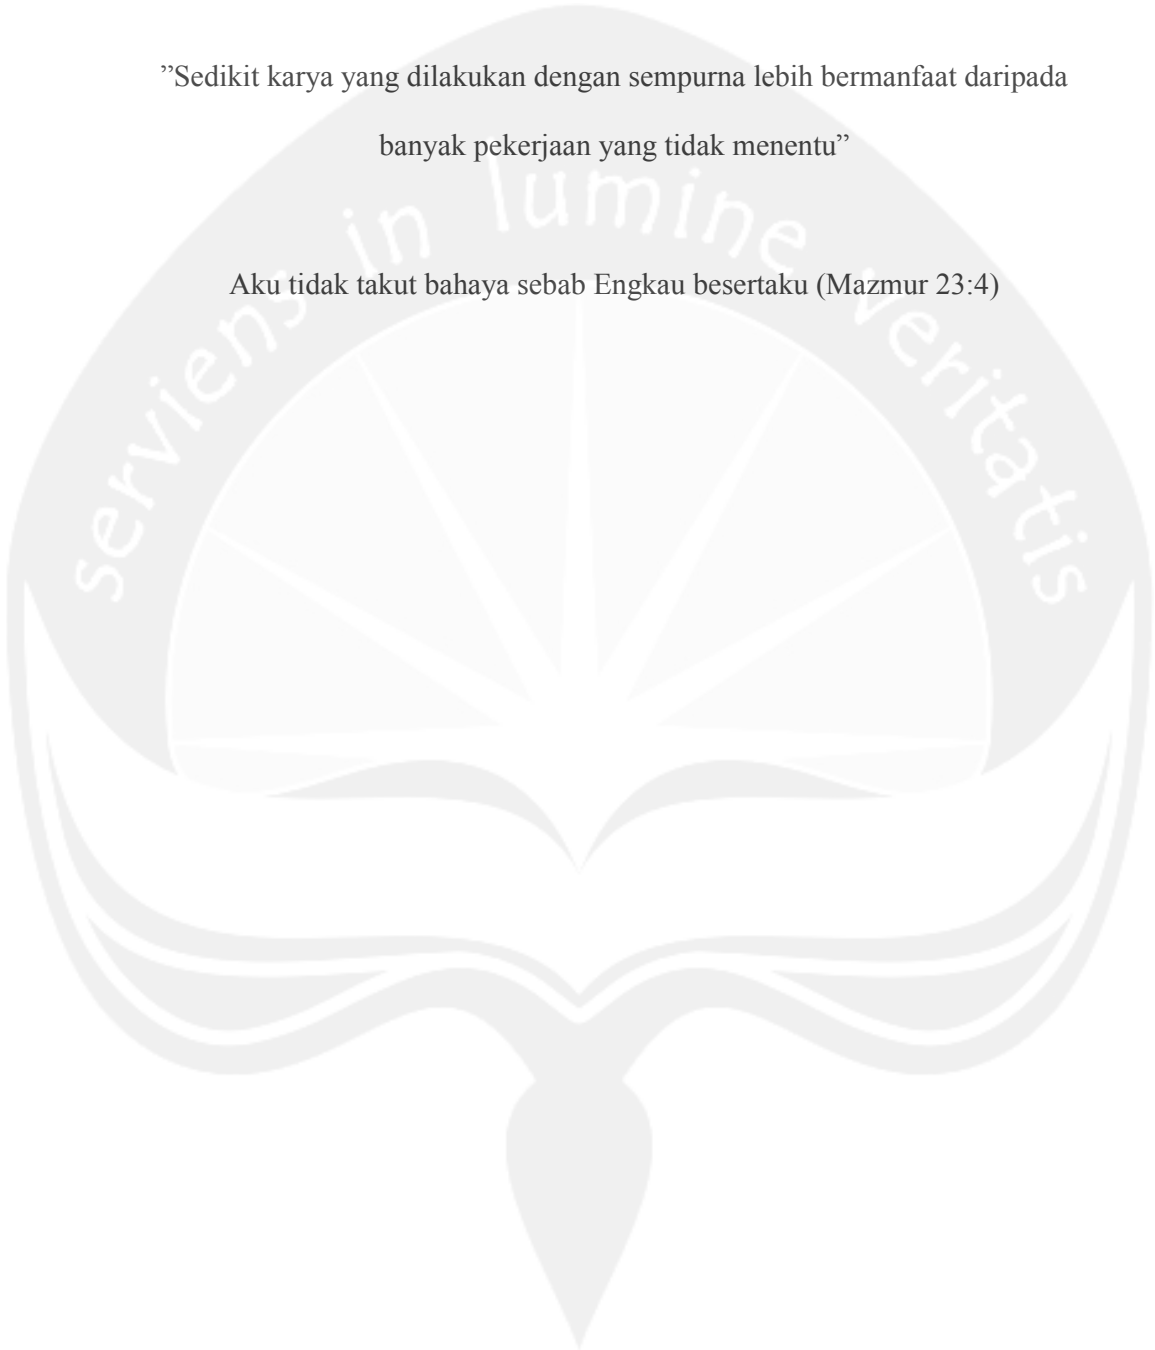 ”Sedikit karya yang dilakukan dengan sempurna lebih bermanfaat daripada
banyak pekerjaan yang tidak menentu”
serviens in lumine veritatis
Aku tidak takut bahaya sebab Engkau besertaku (Mazmur 23:4)